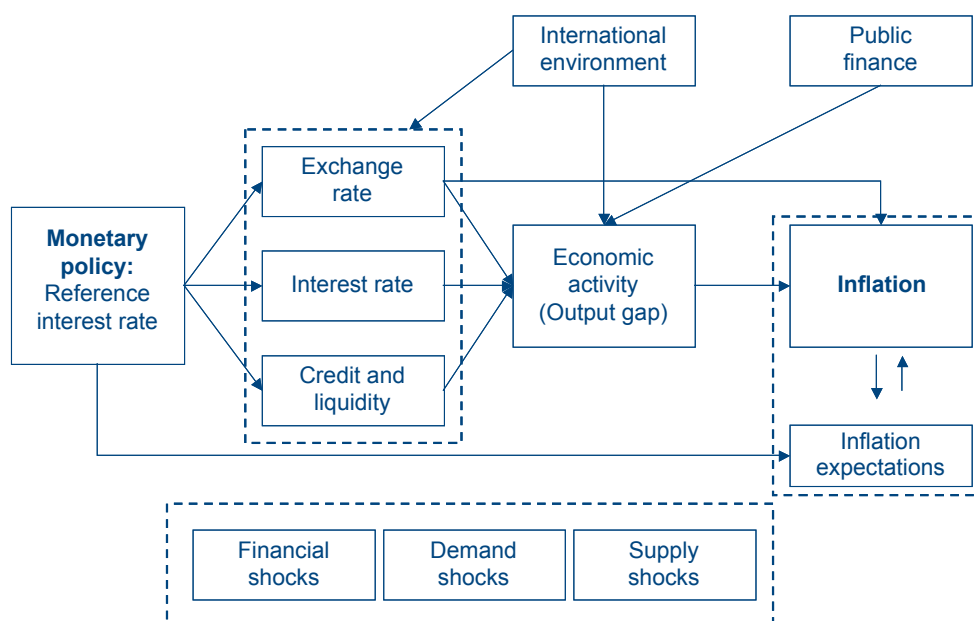 International
environment
Public
finance
Exchange
rate
Monetary
policy:
Reference
interest rate
Interest rate
Economic
activity
(Output gap)
Inflation
Credit and
liquidity
Inflation
expectations
Financial
shocks
Demand
shocks
Supply
shocks